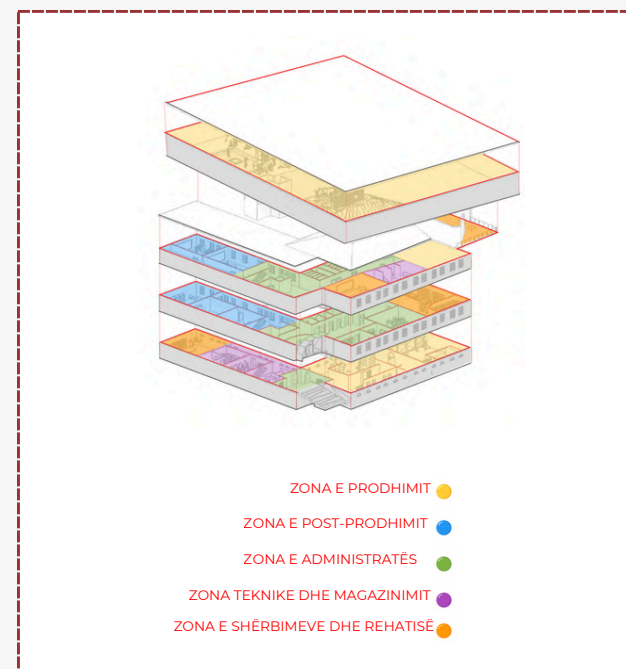 ZONA E PRODHIMIT
ZONA E POST-PRODHIMIT
ZONA E ADMINISTRATËS
ZONA TEKNIKE DHE MAGAZINIMIT
ZONA E SHËRBIMEVE DHE REHATISË